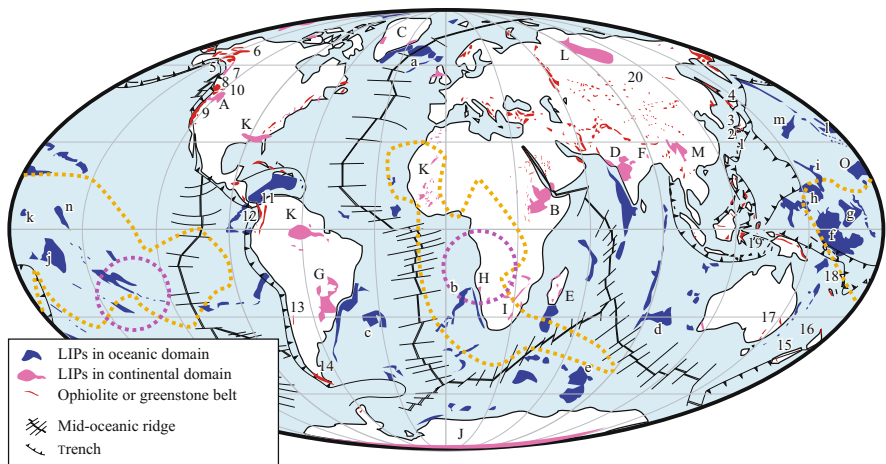 C
6
a
L
5
7
20
8
10
A
4
9
m
l
3
K
2
1
D
F
M
K
i
O
B
h
n
11
k
12
K
g
f
19
j
G
H
18
b
E
13
I
c
d
17
16
15
14
e
J
LIPs in oceanic domain
LIPs in continental domain
Ophiolite or greenstone belt
Mid-oceanic ridge
Trench